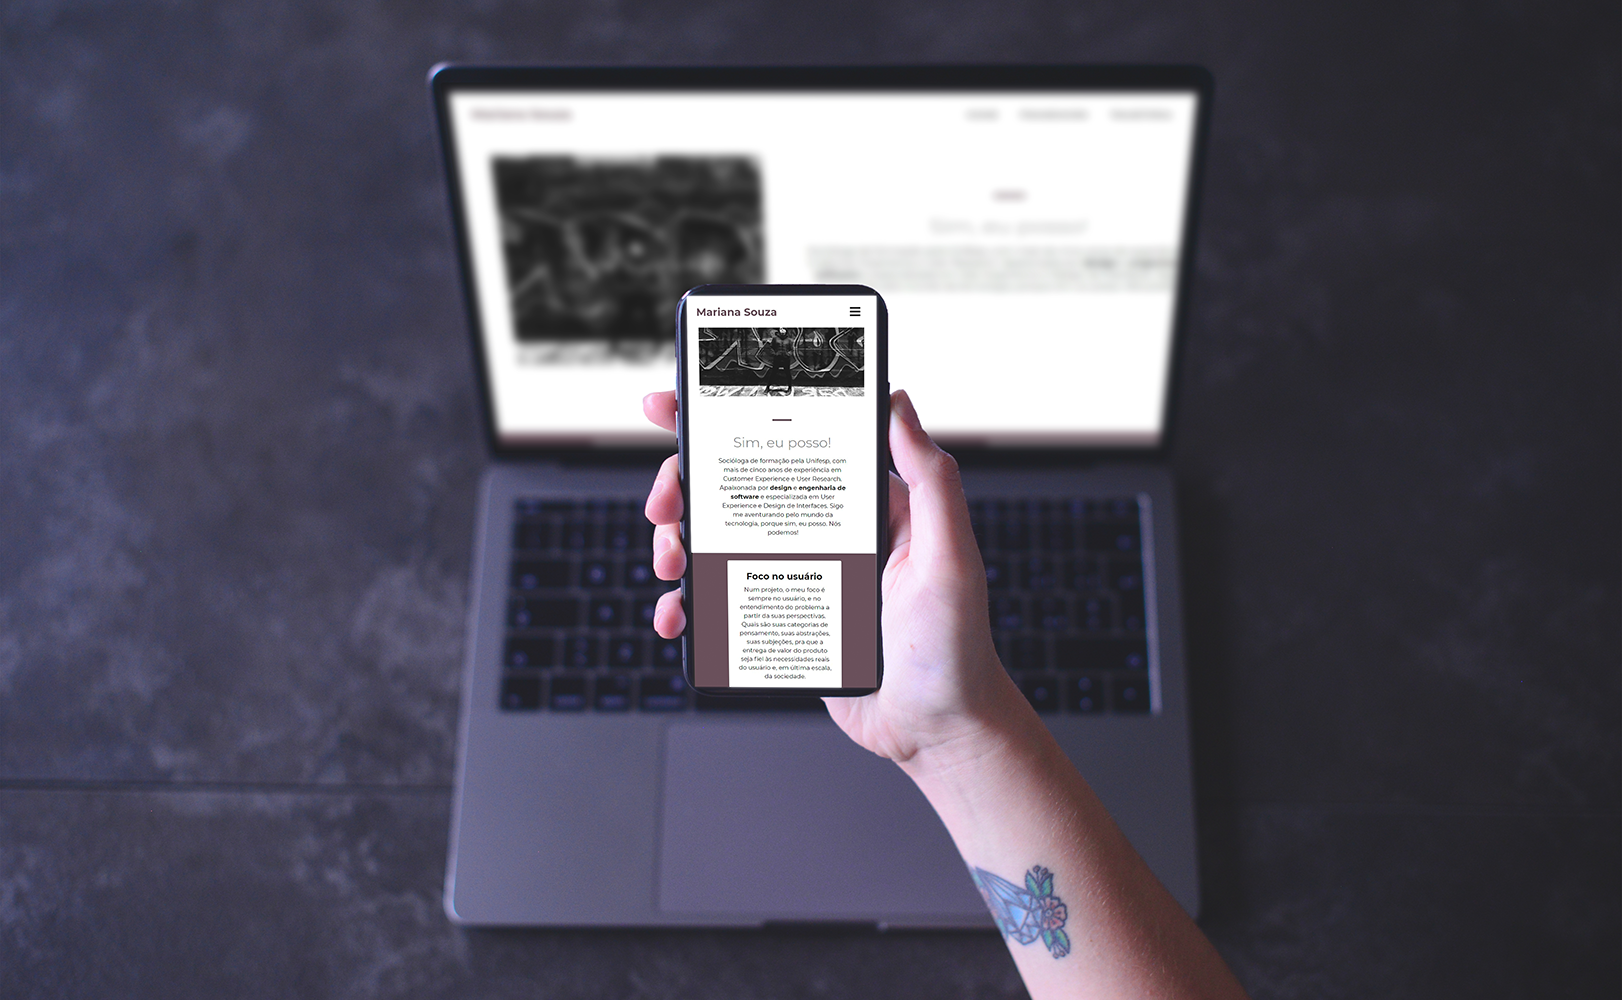 Mariana Souza
Sim, eu posso!
Mariana Souza
Sim, eu posso!
Socióloga de formação pela Unifesp, com
mais de cinco anos de experiência em
Customer Experience e User Research.
Apaixonada por design e engenharia de
software e especializada em User
Experience e Design de Interfaces. Sigo
me aventurando pelo mundo da
tecnologia, porque sim, eu posso. Nós
podemos!
Foco no usuário
Num projeto, o meu foco é
sempre no usuário, e no
entendimento do problema a
partir da suas perspectivas.
Quais são suas categorias de
pensamento, suas abstrações,
suas subjeções, pra que a
entrega de valor do produto
seja fiel às necessidades reais
do usuário e, em última escala,
da sociedade.